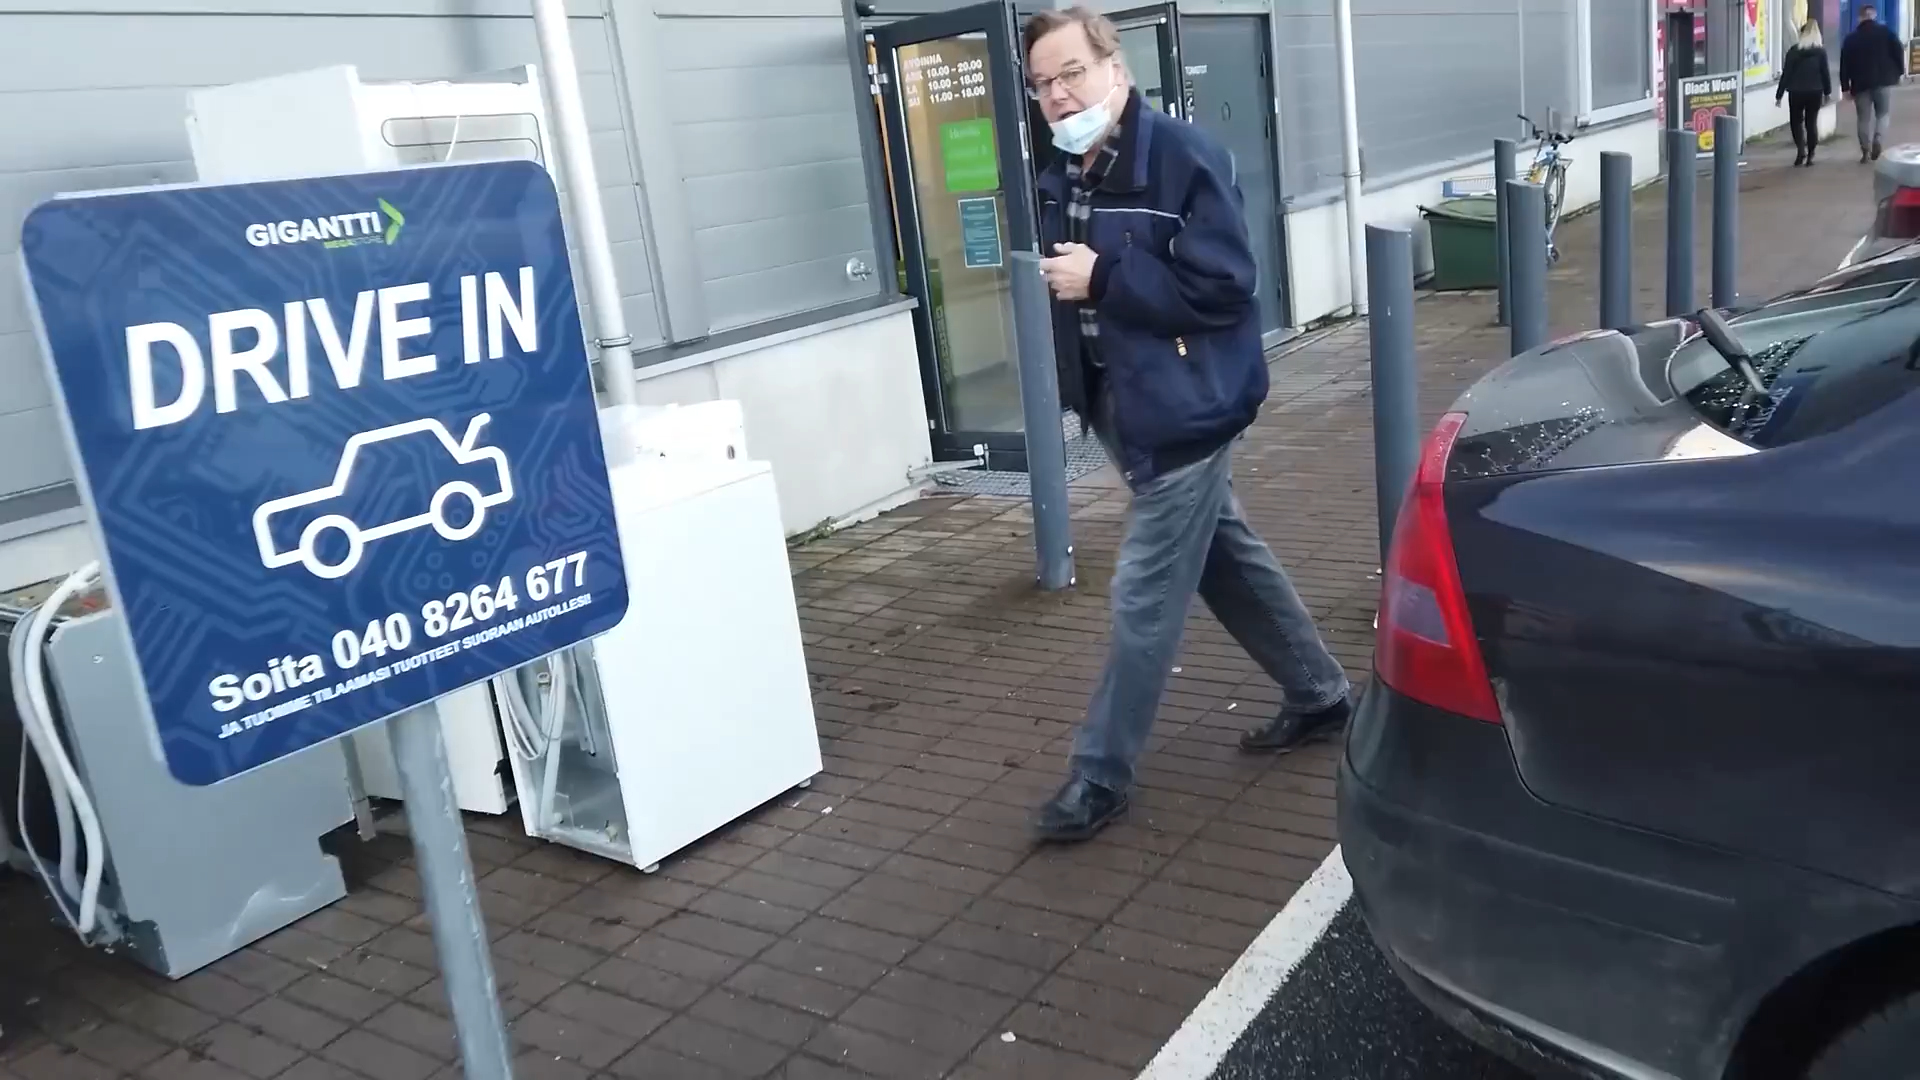 GIGANTTI
MEGASTORE
DRIVE IN
Soita 040 8264 677
JA TUOMME TILAAMASI TUOTTEET SUORAAN AUTOLLESI!
AVOINNA
ARK 10.00 – 20.00
LA 10.00 – 18.00
SU 11.00 – 18.00
Black Week